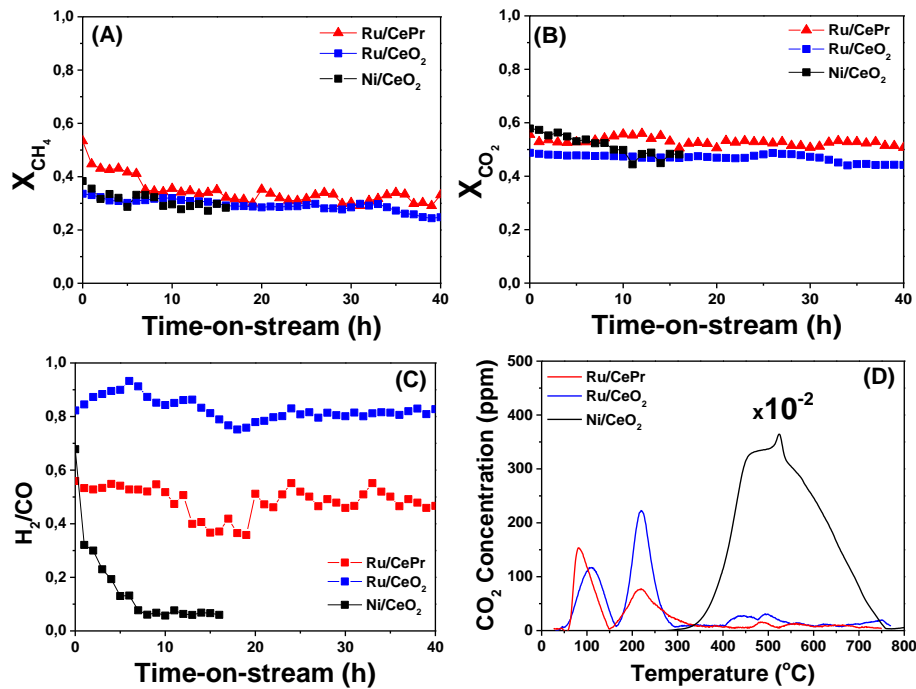 (A)
Ru/CePr
Ru/CeO2
Ni/CeO2
1,0
0,8
0,6
0,4
0,2
0,0
XCH4
0
10
20
30
40
Time-on-stream (h)
(B)
Ru/CePr
Ru/CeO2
Ni/CeO2
1,0
0,8
0,6
0,4
0,2
0,0
XCO2
0
10
20
30
40
Time-on-stream (h)
(C)
1,0
0,8
0,6
0,4
0,2
0,0
H2/CO
Ru/CePr
Ru/CeO2
Ni/CeO2
0
10
20
30
40
Time-on-stream (h)
(D)
Ru/CePr
Ru/CeO2
Ni/CeO2
x10-2
500
400
300
200
100
0
CO2 Concentration (ppm)
0
100
200
300
400
500
600
700
800
Temperature (oC)